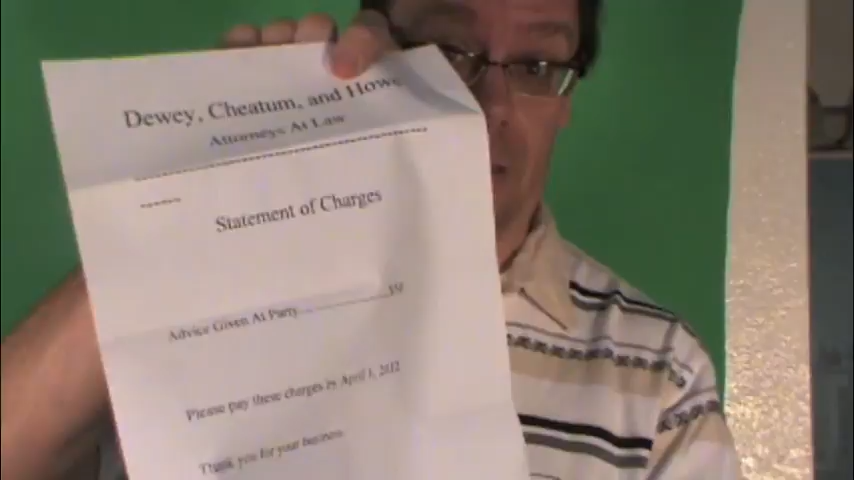 Dewey, Cheatum, and Howe
Attorneys At Law
Statement of Charges
Advice Given At Party
Please pay these charges by April 1, 2012
Thank you for your business